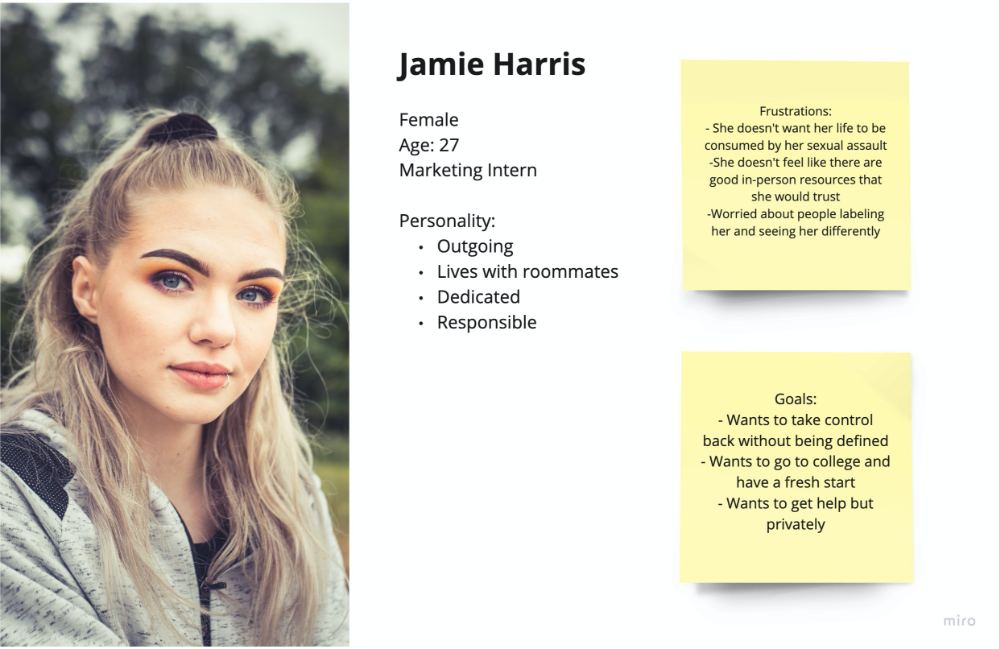 Jamie Harris
Female
Age: 27
Marketing Intern
Personality:
• Outgoing
• Lives with roommates
• Dedicated
• Responsible
Frustrations:
- She doesn't want her life to be
consumed by her sexual assault
-She doesn't feel like there are
good in-person resources that
she would trust
-Worried about people labeling
her and seeing her differently
Goals:
- Wants to take control
back without being defined
- Wants to go to college and
have a fresh start
- Wants to get help but
privately
miro